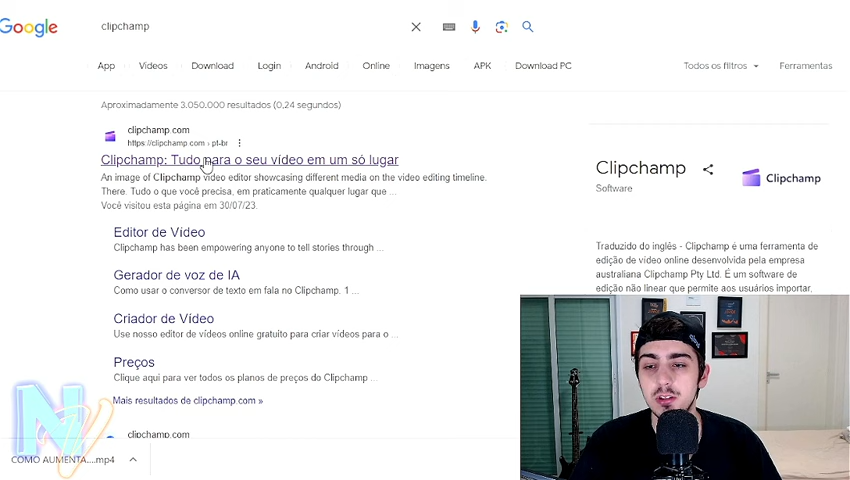 Google
clipchamp
App Vídeos Download Login Android Online Imagens APK Download PC Todos os filtros Ferramentas
Aproximadamente 3.050.000 resultados (0,24 segundos)
clipchamp.com
https://clipchamp.com › pt-br
Clipchamp: Tudo para o seu vídeo em um só lugar
An image of Clipchamp video editor showcasing different media on the video editing timeline.
There. Tudo o que você precisa, em praticamente qualquer lugar que ...
Você visitou esta página em 30/07/23.
Editor de Vídeo
Clipchamp has been empowering anyone to tell stories through ...
Gerador de voz de IA
Como usar o conversor de texto em fala no Clipchamp. 1 ...
Criador de Vídeo
Use nosso editor de vídeos online gratuito para criar vídeos para o ...
Preços
Clique aqui para ver todos os planos de preços do Clipchamp ...
Mais resultados de clipchamp.com »
clipchamp.com
Clipchamp
Software
Clipchamp
Traduzido do inglês - Clipchamp é uma ferramenta de
edição de vídeo online desenvolvida pela empresa
australiana Clipchamp Pty Ltd. É um software de
edição não linear que permite aos usuários importar,
NV
COMO AUMENTA....mp4